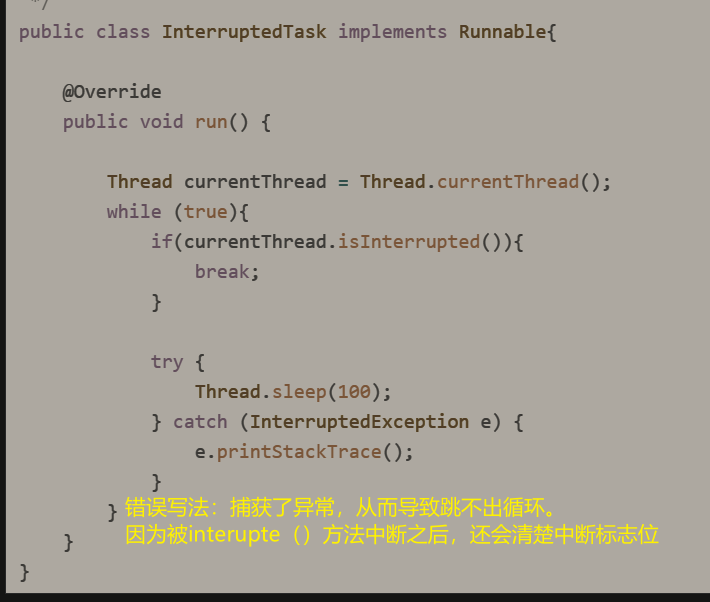 */
public class InterruptedTask implements Runnable{
@Override
public void run() {
Thread currentThread = Thread.currentThread();
while (true){
if(currentThread.isInterrupted()){
break;
}
try {
Thread.sleep(100);
} catch (InterruptedException e) {
e.printStackTrace();
}
} 错误写法：捕获了异常，从而导致跳不出循环。
因为被interupte（）方法中断之后，还会清楚中断标志位
}
}